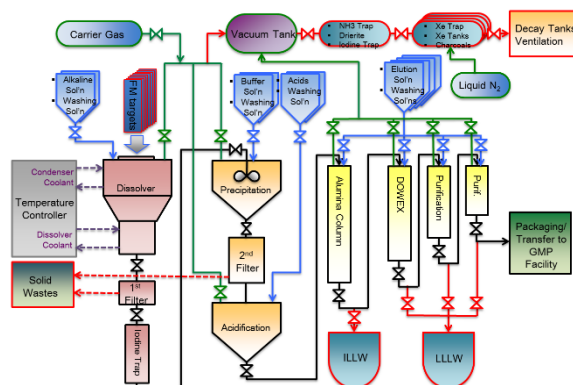 Carrier Gas
Vacuum Tank
NH3 Trap
Drierite
Iodine Trap
Xe Trap
Xe Tanks
Charcoals
Decay Tanks
Ventilation
Liquid N2
Alkaline
Sol'n
Washing
Sol'n
FM targets
Buffer
Sol'n
Washing
Sol'n
Acids
Washing
Sol'n
Elution
Sol'n
Washing
Sol'ns
Condenser
Coolant
Temperature
Controller
Dissolver
Coolant
Dissolver
Precipitation
2nd
Filter
Acidification
Solid
Wastes
1st
Filter
Iodine Trap
Alumina Column
DOWEX
Purification
Purif.
Packaging/
Transfer to
GMP
Facility
ILLW
LLLW